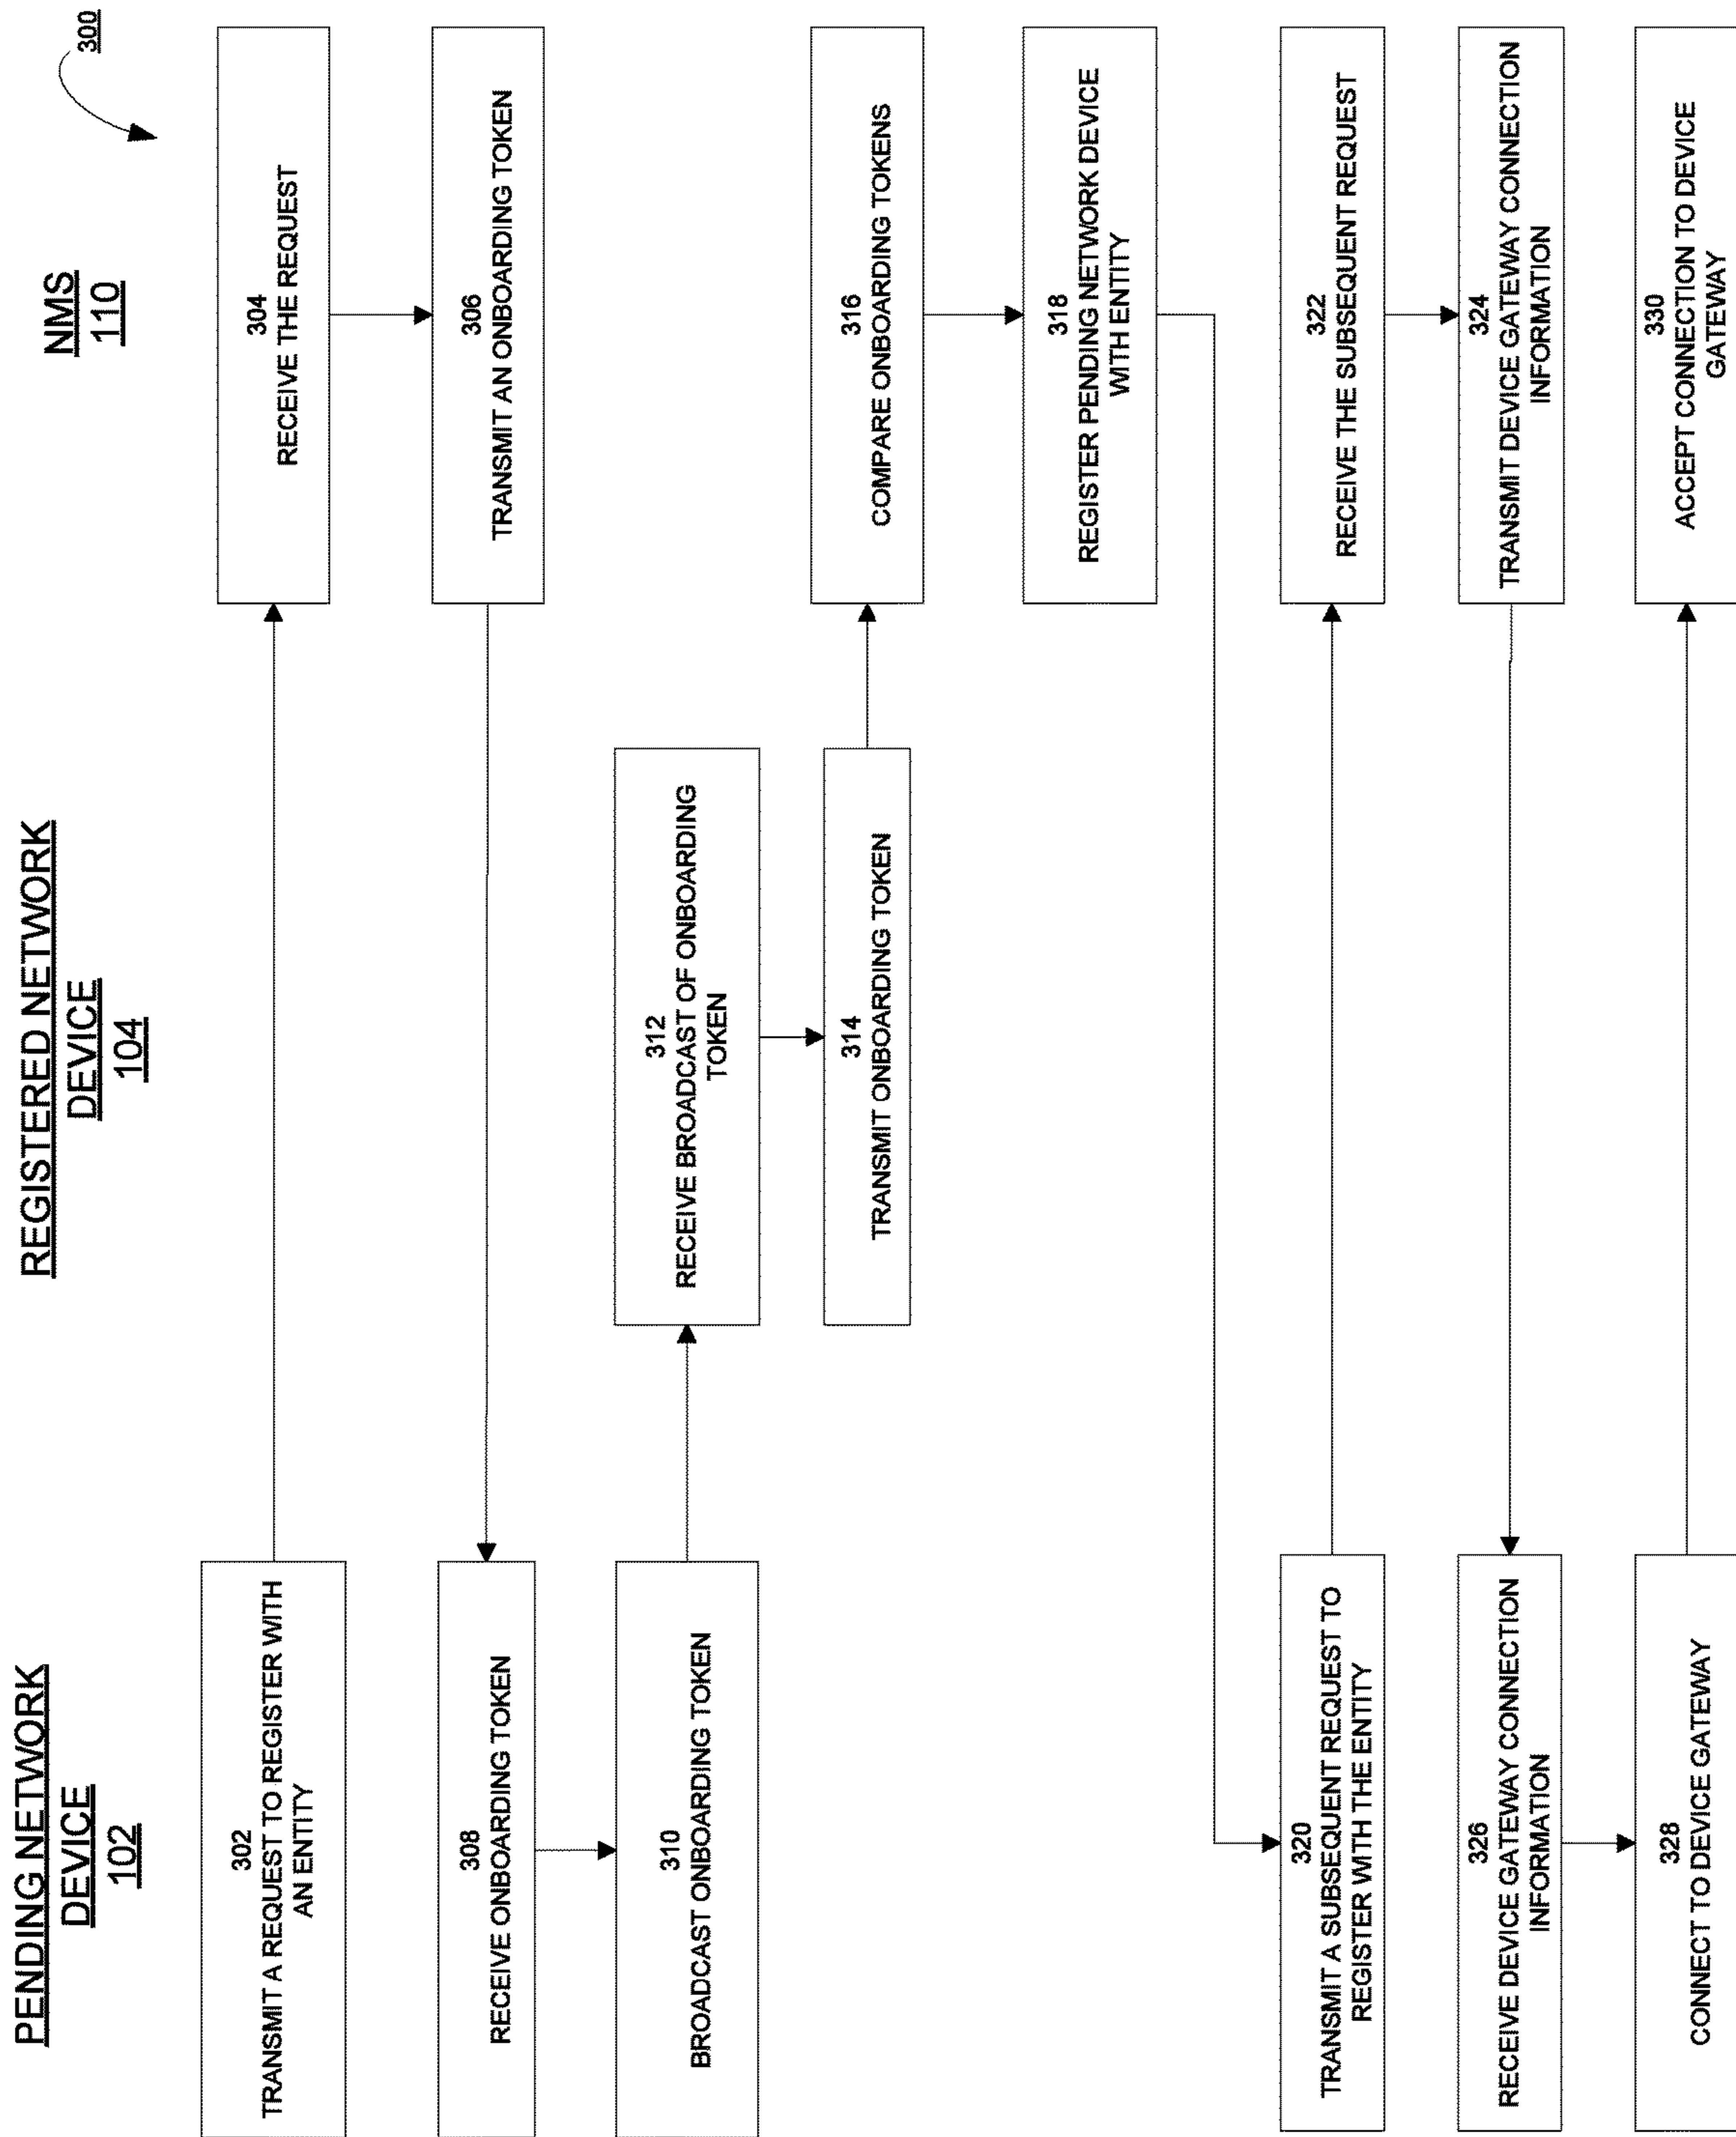 PENDING NETWORK
DEVICE
102
REGISTERED NETWORK
DEVICE
104
NMS
110
300
302
TRANSMIT A REQUEST TO REGISTER WITH
AN ENTITY
304
RECEIVE THE REQUEST
306
TRANSMIT AN ONBOARDING TOKEN
308
RECEIVE ONBOARDING TOKEN
310
BROADCAST ONBOARDING TOKEN
312
RECEIVE BROADCAST OF ONBOARDING
TOKEN
314
TRANSMIT ONBOARDING TOKEN
316
COMPARE ONBOARDING TOKENS
318
REGISTER PENDING NETWORK DEVICE
WITH ENTITY
320
TRANSMIT A SUBSEQUENT REQUEST TO
REGISTER WITH THE ENTITY
322
RECEIVE THE SUBSEQUENT REQUEST
324
TRANSMIT DEVICE GATEWAY CONNECTION
INFORMATION
326
RECEIVE DEVICE GATEWAY CONNECTION
INFORMATION
328
CONNECT TO DEVICE GATEWAY
330
ACCEPT CONNECTION TO DEVICE
GATEWAY